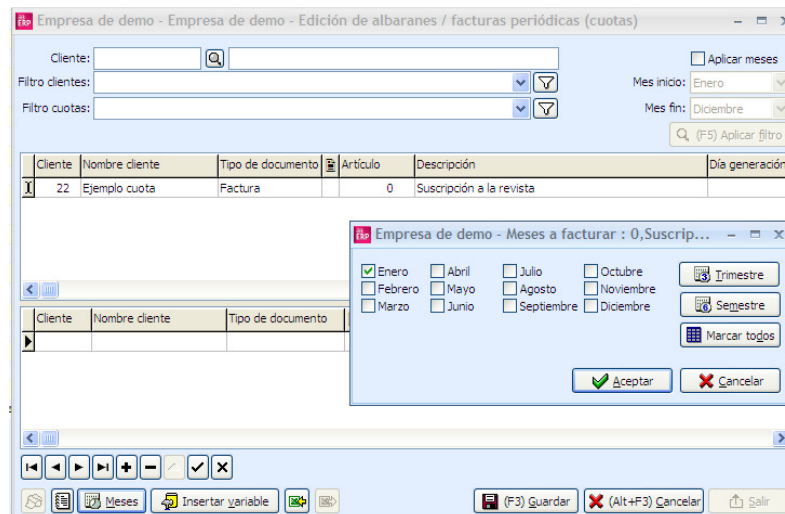 Empresa de demo - Empresa de demo - Edición de albaranes / facturas periódicas (cuotas)
Cliente:
Aplicar meses
Filtro clientes:
Mes inicio: Enero
Filtro cuotas:
Mes fin: Diciembre
(F5) Aplicar filtro
Cliente Nombre cliente Tipo de documento Artículo Descripción Día generación
22 Ejemplo cuota Factura 0 Suscripción a la revista
Empresa de demo - Meses a facturar : 0,Suscrip...
Enero Abril Julio Octubre Trimestre
Febrero Mayo Agosto Noviembre
Marzo Junio Septiembre Diciembre Semestre
Marcar todos
Aceptar Cancelar
Cliente Nombre cliente Tipo de documento
Meses Insertar variable (F3) Guardar (Alt+F3) Cancelar Salir